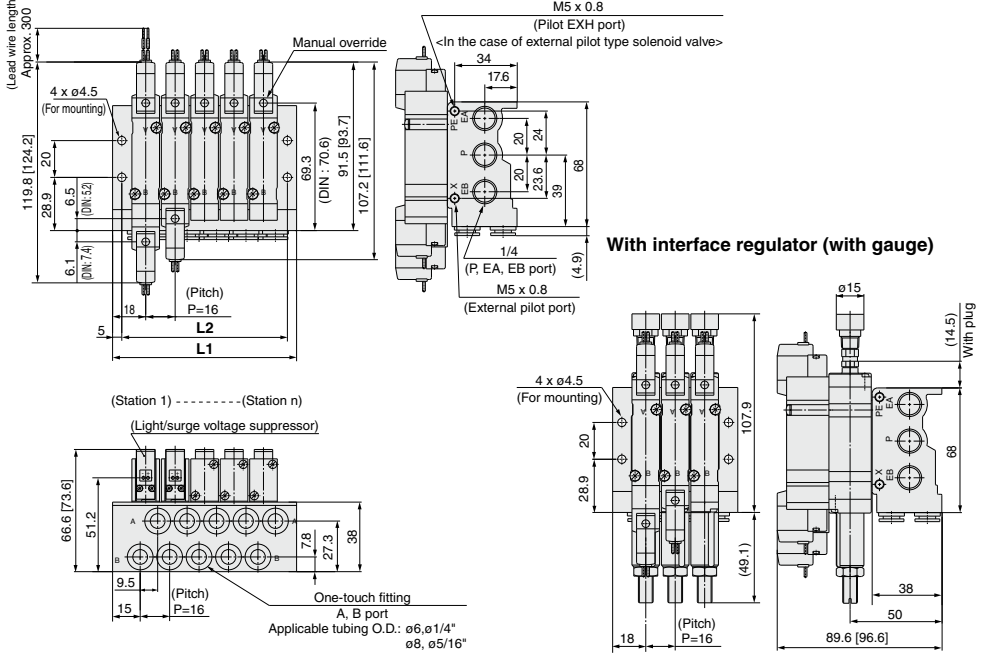 M5 x 0.8
(Pilot EXH port)
<In the case of external pilot type solenoid valve>
(Lead wire length)
Approx. 300
Manual override
4 x ø4.5
(For mounting)
119.8 [124.2]
20
28.9
6.5
(DIN: 5.2)
6.1
(DIN: 7.4)
69.3
(DIN : 70.6)
91.5 [93.7]
107.2 [111.6]
(Pitch)
P=16
18
5
L2
L1
34
17.6
PE
EA
P
X
EB
20
24
20
23.6
39
68
(4.9)
1/4
(P, EA, EB port)
M5 x 0.8
(External pilot port)
With interface regulator (with gauge)
(Station 1) --------- (Station n)
(Light/surge voltage suppressor)
66.6 [73.6]
51.2
A
A
B
B
7.8
27.3
38
9.5
15
(Pitch)
P=16
One-touch fitting
A, B port
Applicable tubing O.D.: ø6,ø1/4"
ø8, ø5/16"
4 x ø4.5
(For mounting)
20
28.9
107.9
(49.1)
18
(Pitch)
P=16
ø15
(14.5)
With plug
PE
EA
P
X
EB
68
38
50
89.6 [96.6]